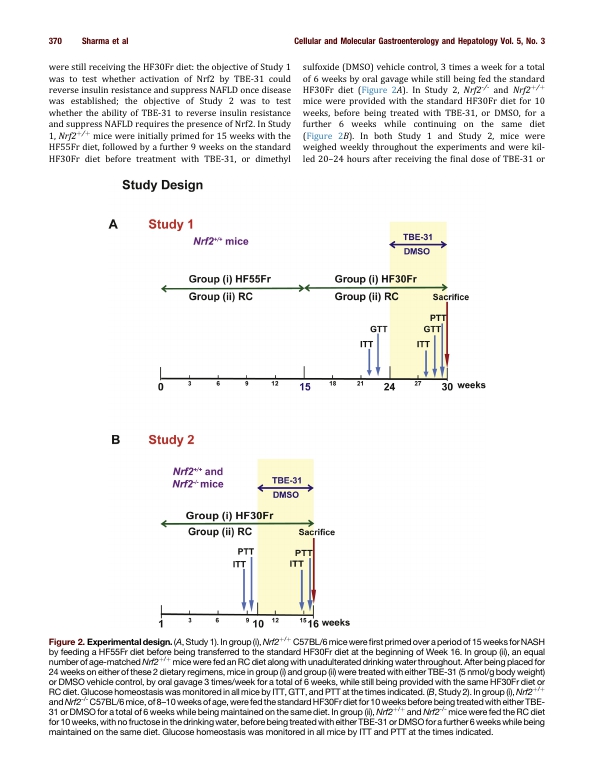 370 Sharma et al
Cellular and Molecular Gastroenterology and Hepatology Vol. 5, No. 3
were still receiving the HF30Fr diet: the objective of Study 1
was to test whether activation of Nrf2 by TBE-31 could
reverse insulin resistance and suppress NAFLD once disease
was established; the objective of Study 2 was to test
whether the ability of TBE-31 to reverse insulin resistance
and suppress NAFLD requires the presence of Nrf2. In Study
1, Nrf2+/+ mice were initially primed for 15 weeks with the
HF55Fr diet, followed by a further 9 weeks on the standard
HF30Fr diet before treatment with TBE-31, or dimethyl
sulfoxide (DMSO) vehicle control, 3 times a week for a total
of 6 weeks by oral gavage while still being fed the standard
HF30Fr diet (Figure 2A). In Study 2, Nrf2-/- and Nrf2+/+
mice were provided with the standard HF30Fr diet for 10
weeks, before being treated with TBE-31, or DMSO, for a
further 6 weeks while continuing on the same diet
(Figure 2B). In both Study 1 and Study 2, mice were
weighed weekly throughout the experiments and were kil-
led 20–24 hours after receiving the final dose of TBE-31 or
Study Design
A Study 1
Nrf2+/+ mice
TBE-31
DMSO
Group (i) HF55Fr
Group (ii) RC
Group (i) HF30Fr
Group (ii) RC
Sacrifice
PTT
GTT
GTT
ITT
ITT
0 3 6 9 12 15 18 21 24 27 30 weeks
B Study 2
Nrf2+/+ and
Nrf2-/- mice
TBE-31
DMSO
Group (i) HF30Fr
Group (ii) RC
Sacrifice
PTT
PTT
ITT
ITT
1 3 6 9 10 12 15 16 weeks
Figure 2. Experimental design. (A, Study 1). In group (i), Nrf2+/+ C57BL/6 mice were first primed over a period of 15 weeks for NASH
by feeding a HF55Fr diet before being transferred to the standard HF30Fr diet at the beginning of Week 16. In group (ii), an equal
number of age-matched Nrf2+/+ mice were fed an RC diet along with unadulterated drinking water throughout. After being placed for
24 weeks on either of these 2 dietary regimens, mice in group (i) and group (ii) were treated with either TBE-31 (5 nmol/g body weight)
or DMSO vehicle control, by oral gavage 3 times/week for a total of 6 weeks, while still being provided with the same HF30Fr diet or
RC diet. Glucose homeostasis was monitored in all mice by ITT, GTT, and PTT at the times indicated. (B, Study 2). In group (i), Nrf2+/+
and Nrf2-/- C57BL/6 mice, of 8–10 weeks of age, were fed the standard HF30Fr diet for 10 weeks before being treated with either TBE-
31 or DMSO for a total of 6 weeks while being maintained on the same diet. In group (ii), Nrf2+/+ and Nrf2-/- mice were fed the RC diet
for 10 weeks, with no fructose in the drinking water, before being treated with either TBE-31 or DMSO for a further 6 weeks while being
maintained on the same diet. Glucose homeostasis was monitored in all mice by ITT and PTT at the times indicated.